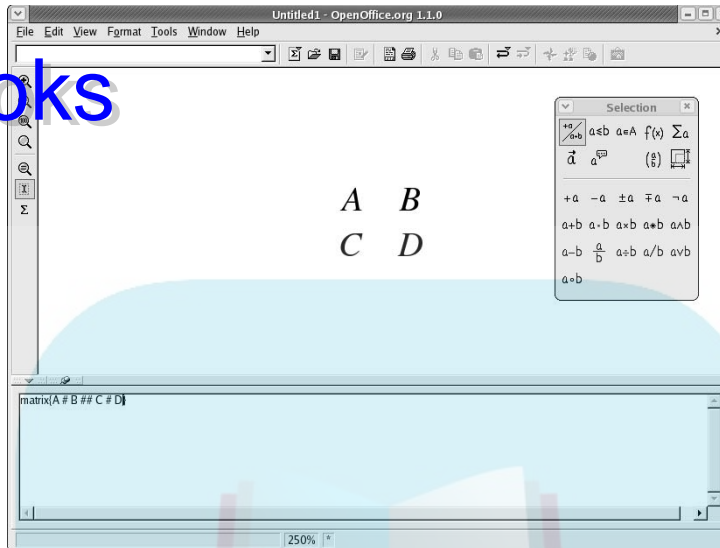 Untitled1 - OpenOffice.org 1.1.0
File Edit View Format Tools Window Help
oks
Selection
+a/a+b a≤b a∈A f(x) Σa
a⃗ (a b)
+a -a ±a ∓a ¬a
a+b a·b a×b a∗b a∧b
a-b a/b a÷b a/b a∨b
a∘b
Σ
A B
C D
matrix{A # B ## C # D}
250% *